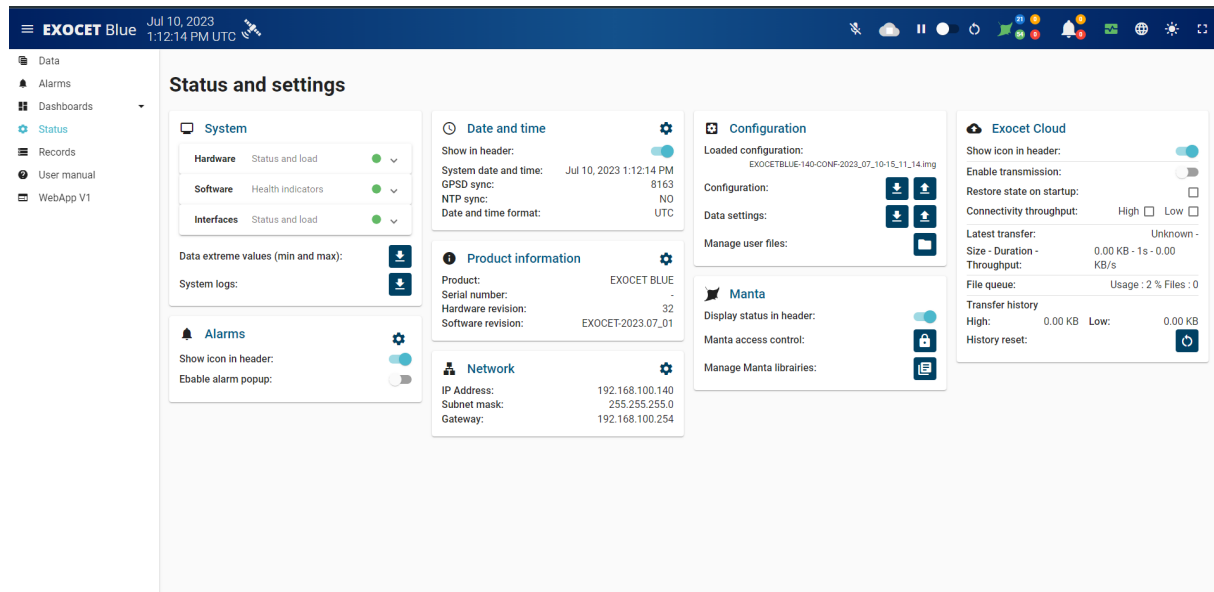 EXOCET Blue
Jul 10, 2023
1:12:14 PM UTC
21 0
54 0
0
0
Data
Alarms
Dashboards
Status
Records
User manual
WebApp V1
Status and settings
System
Hardware Status and load
Software Health indicators
Interfaces Status and load
Data extreme values (min and max):
System logs:
Alarms
Show icon in header:
Ebable alarm popup:
Date and time
Show in header:
System date and time: Jul 10, 2023 1:12:14 PM
GPSD sync: 8163
NTP sync: NO
Date and time format: UTC
Product information
Product: EXOCET BLUE
Serial number: -
Hardware revision: 32
Software revision: EXOCET-2023.07_01
Network
IP Address: 192.168.100.140
Subnet mask: 255.255.255.0
Gateway: 192.168.100.254
Configuration
Loaded configuration:
EXOCETBLUE-140-CONF-2023_07_10-15_11_14.img
Configuration:
Data settings:
Manage user files:
Manta
Display status in header:
Manta access control:
Manage Manta librairies:
Exocet Cloud
Show icon in header:
Enable transmission:
Restore state on startup:
Connectivity throughput: High Low
Latest transfer: Unknown -
Size - Duration - 0.00 KB - 1s - 0.00
Throughput: KB/s
File queue: Usage : 2 % Files : 0
Transfer history
High: 0.00 KB Low: 0.00 KB
History reset: